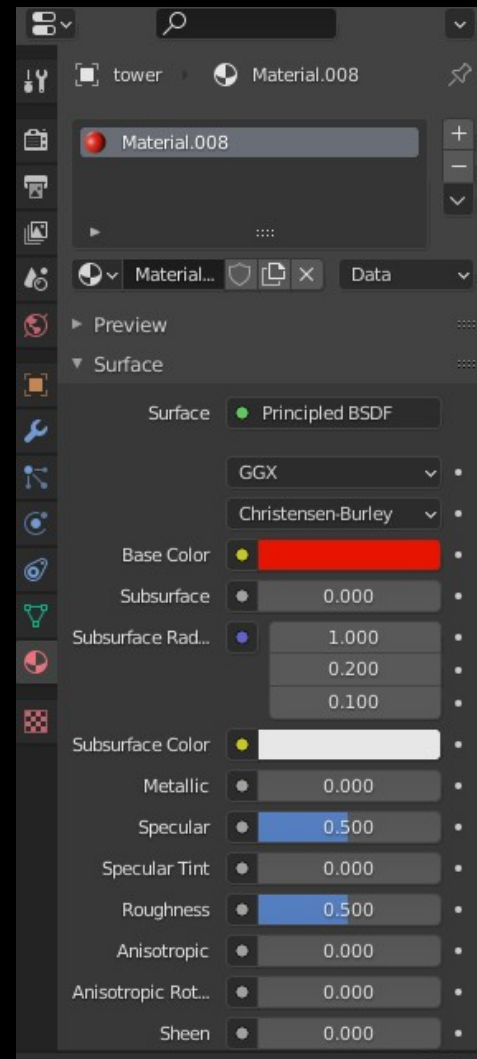 tower Material.008
Material.008
Material... Data
Preview
Surface
Surface Principled BSDF
GGX
Christensen-Burley
Base Color
Subsurface 0.000
Subsurface Rad... 1.000
0.200
0.100
Subsurface Color
Metallic 0.000
Specular 0.500
Specular Tint 0.000
Roughness 0.500
Anisotropic 0.000
Anisotropic Rot... 0.000
Sheen 0.000